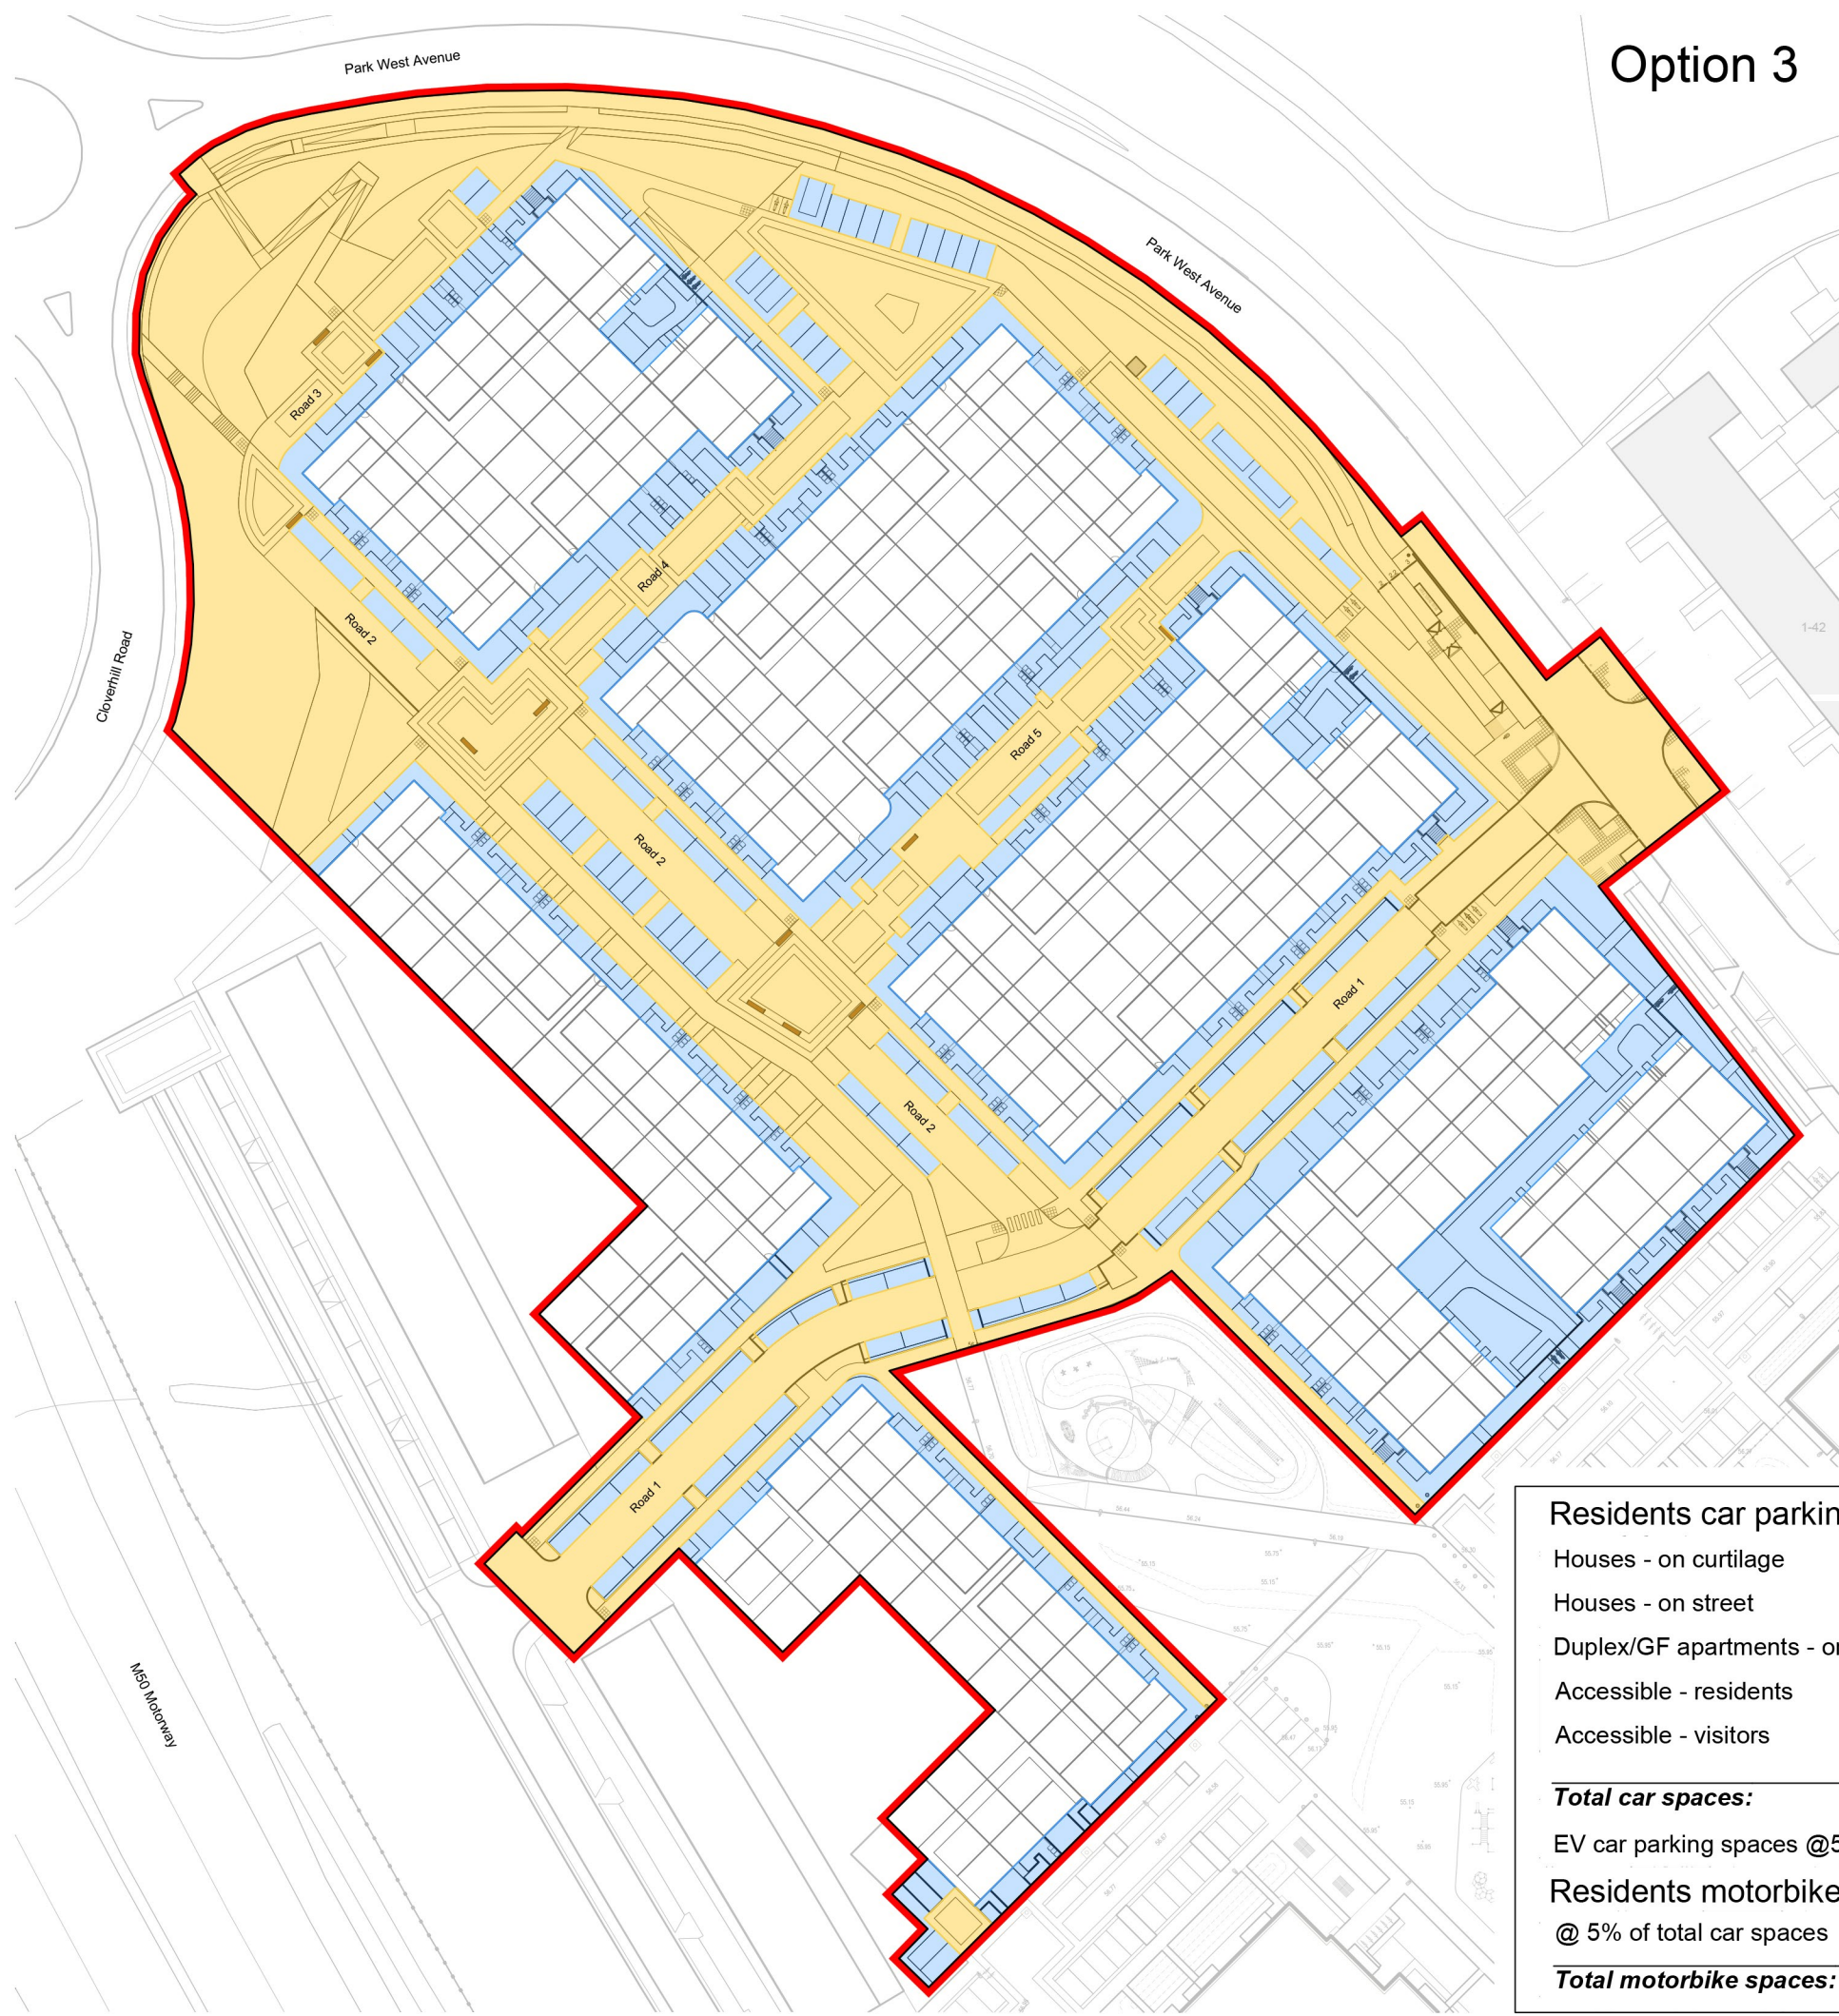 Option 3
Park West Avenue
Park West Avenue
Cloverhill Road
Road 3
Road 4
Road 2
1-42
Road 5
Road 2
Road 1
Road 2
Road 1
M50 Motorway
Residents car parkin
Houses - on curtilage
Houses - on street
Duplex/GF apartments - or
Accessible - residents
Accessible - visitors
Total car spaces:
EV car parking spaces @5
Residents motorbike
@ 5% of total car spaces
Total motorbike spaces: